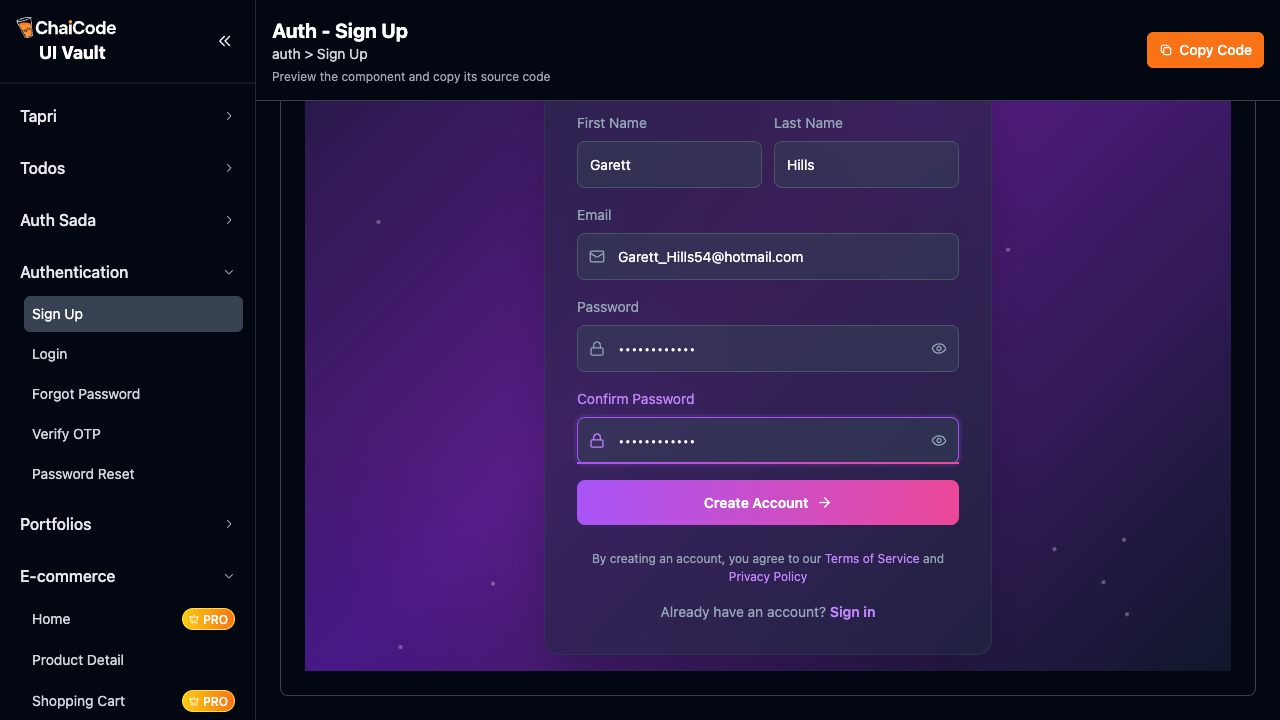 ChaiCode
UI Vault
Tapri
Todos
Auth Sada
Authentication
Sign Up
Login
Forgot Password
Verify OTP
Password Reset
Portfolios
E-commerce
Home PRO
Product Detail
Shopping Cart PRO
Auth - Sign Up
auth > Sign Up
Preview the component and copy its source code
Copy Code
First Name Last Name
Garett Hills
Email
Garett_Hills54@hotmail.com
Password
••••••••••••
Confirm Password
••••••••••••
Create Account →
By creating an account, you agree to our Terms of Service and
Privacy Policy
Already have an account? Sign in